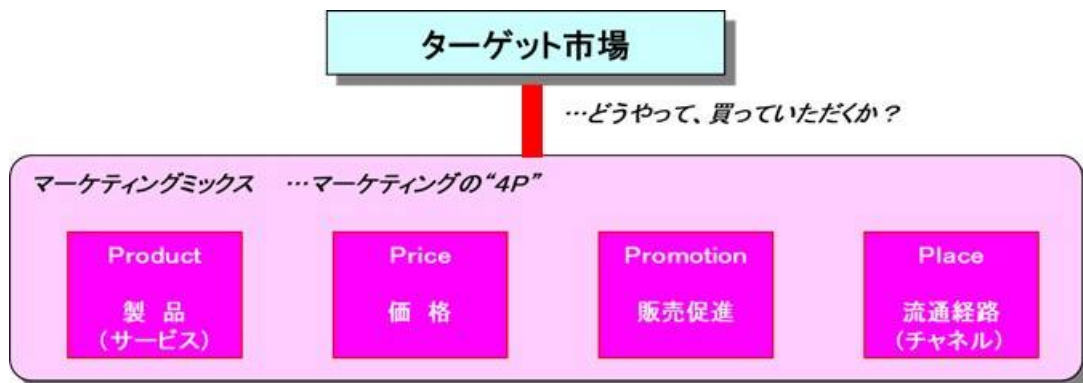 ターゲット市場
…どうやって、買っていただくか？
マーケティングミックス …マーケティングの“4P”
Product
製 品
（サービス）
Price
価 格
Promotion
販売促進
Place
流通経路
（チャネル）